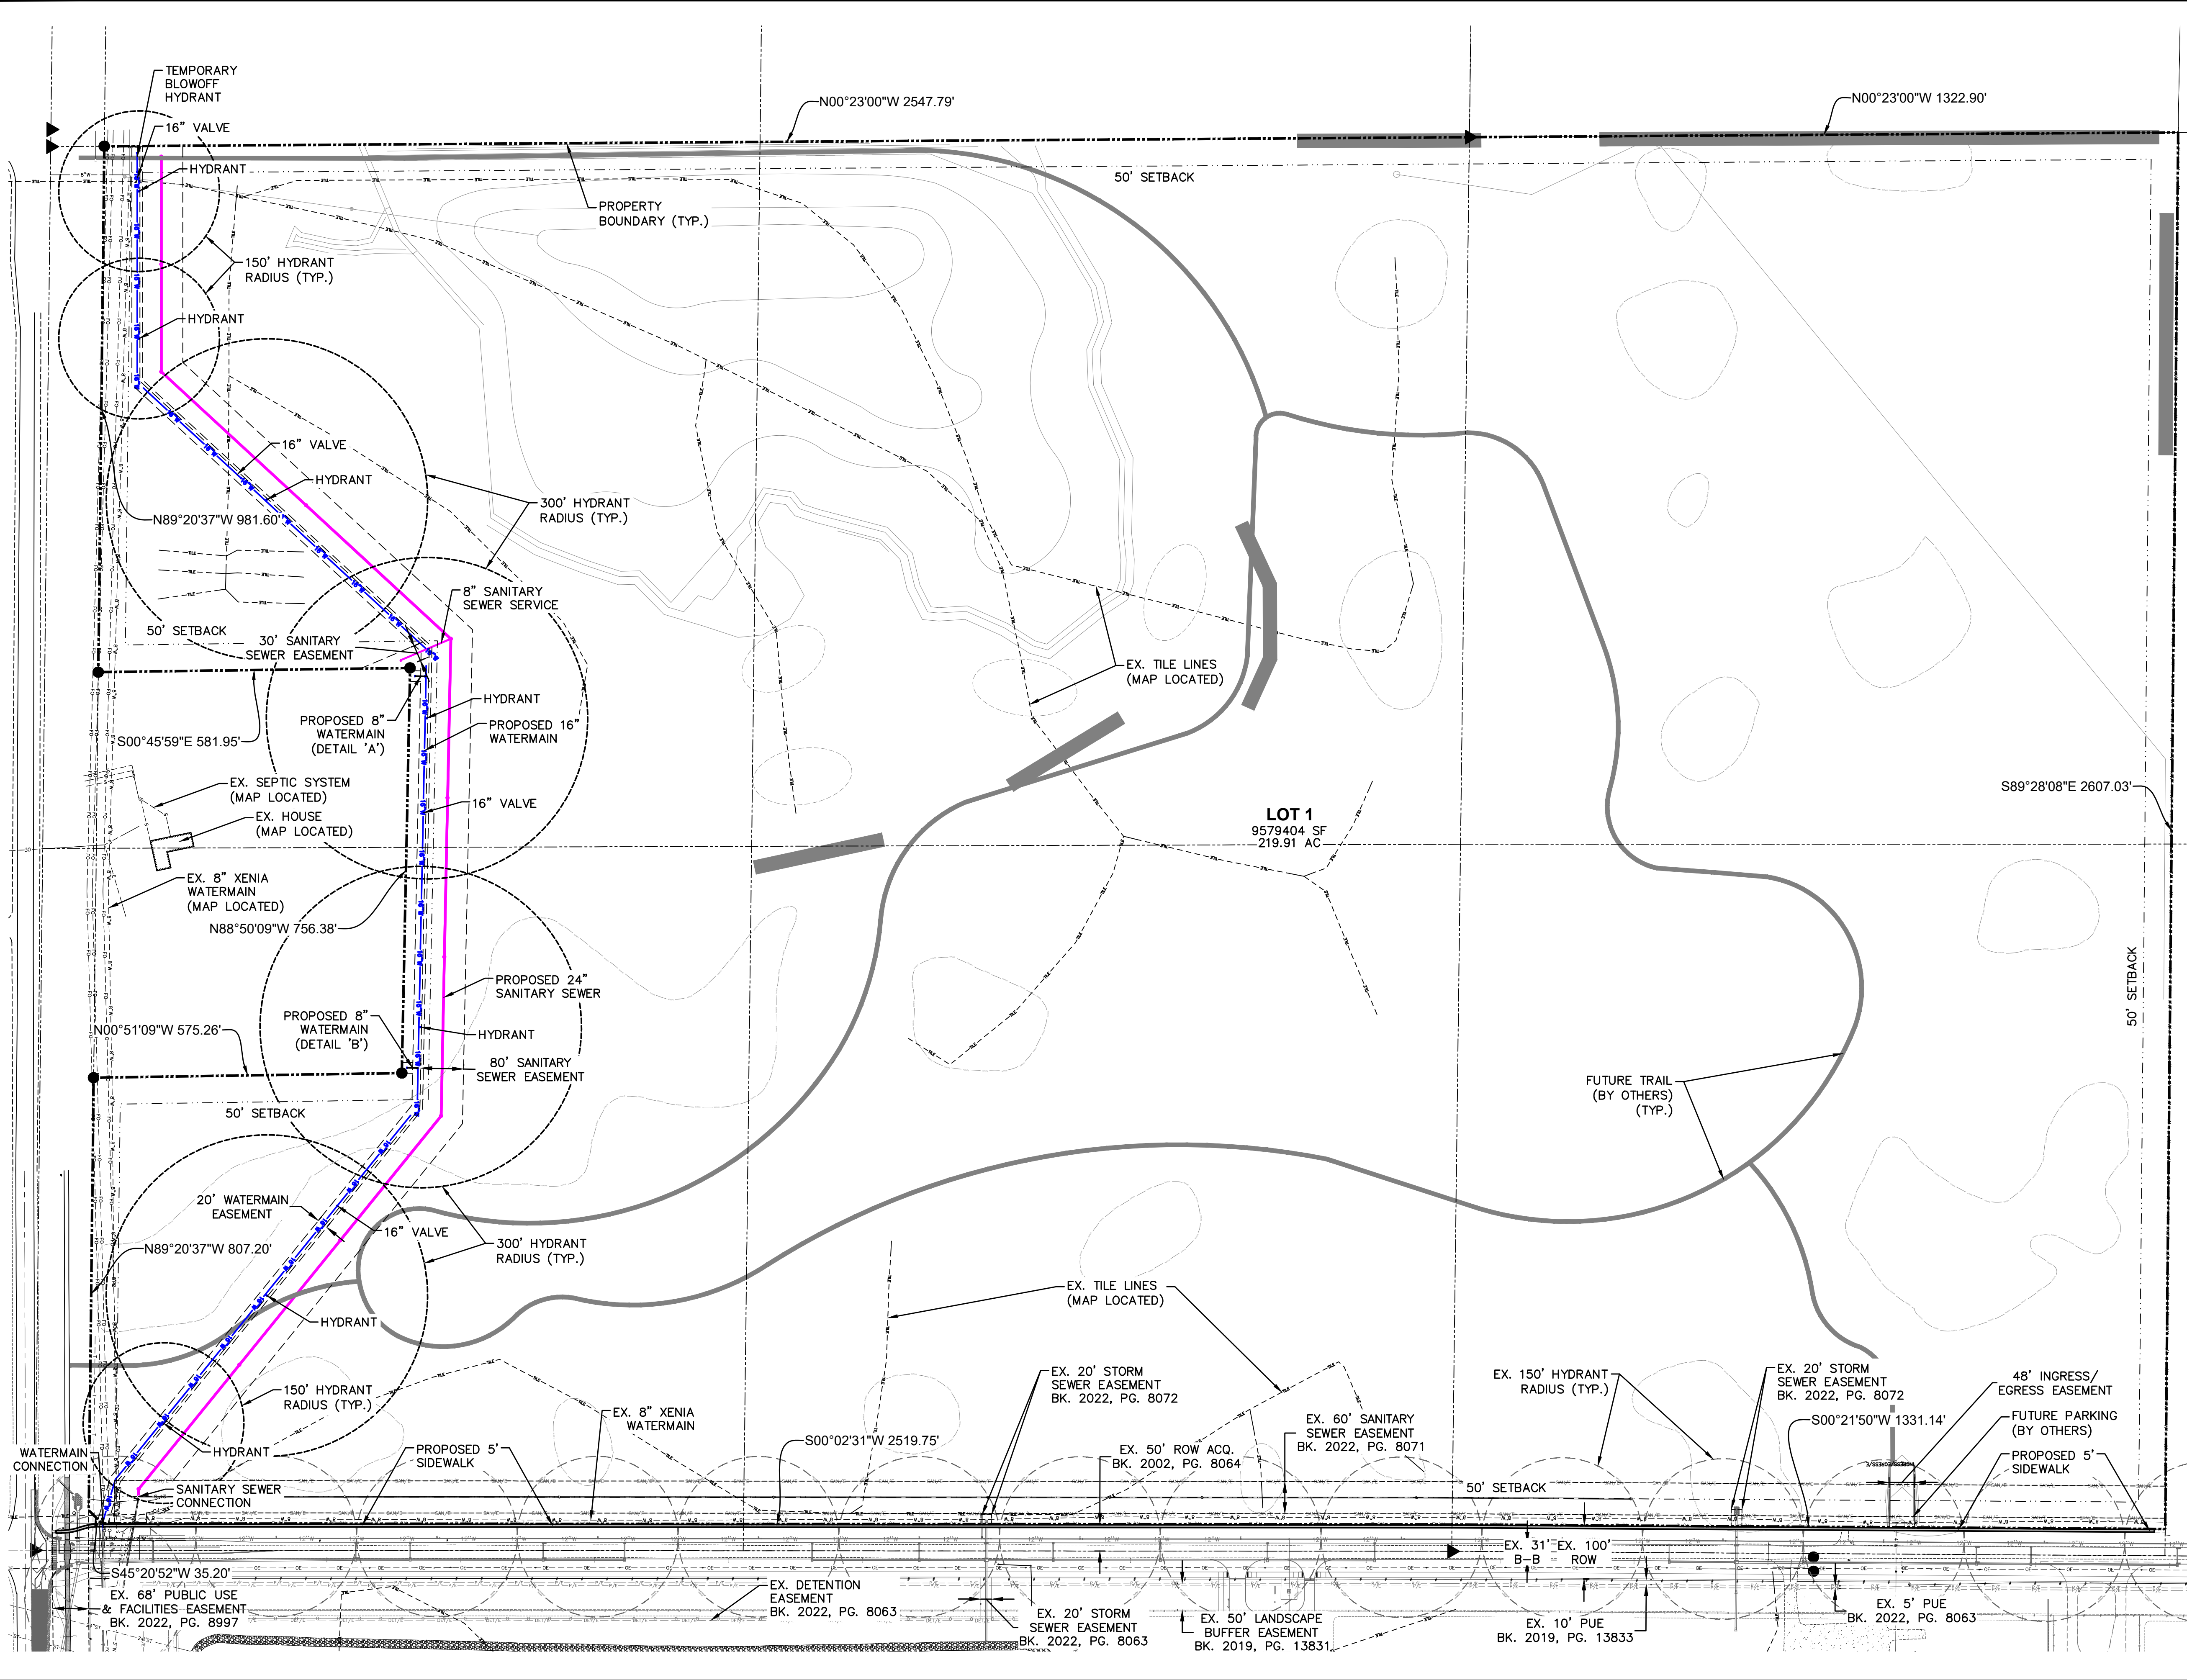 TEMPORARY
BLOWOFF
HYDRANT
16" VALVE
HYDRANT
N00°23'00"W 2547.79'
N00°23'00"W 1322.90'
50' SETBACK
PROPERTY
BOUNDARY (TYP.)
150' HYDRANT
RADIUS (TYP.)
HYDRANT
16" VALVE
HYDRANT
300' HYDRANT
RADIUS (TYP.)
N89°20'37"W 981.60'
8" SANITARY
SEWER SERVICE
50' SETBACK
30' SANITARY
SEWER EASEMENT
EX. TILE LINES
(MAP LOCATED)
HYDRANT
PROPOSED 8"
WATERMAIN
(DETAIL 'A')
PROPOSED 16"
WATERMAIN
S00°45'59"E 581.95'
EX. SEPTIC SYSTEM
(MAP LOCATED)
16" VALVE
EX. HOUSE
(MAP LOCATED)
LOT 1
9579404 SF
219.91 AC
S89°28'08"E 2607.03'
EX. 8" XENIA
WATERMAIN
(MAP LOCATED)
N88°50'09"W 756.38'
PROPOSED 24"
SANITARY SEWER
50' SETBACK
N00°51'09"W 575.26'
PROPOSED 8"
WATERMAIN
(DETAIL 'B')
HYDRANT
80' SANITARY
SEWER EASEMENT
50' SETBACK
FUTURE TRAIL
(BY OTHERS)
(TYP.)
20' WATERMAIN
EASEMENT
16" VALVE
N89°20'37"W 807.20'
300' HYDRANT
RADIUS (TYP.)
EX. TILE LINES
(MAP LOCATED)
HYDRANT
150' HYDRANT
RADIUS (TYP.)
EX. 20' STORM
SEWER EASEMENT
BK. 2022, PG. 8072
EX. 150' HYDRANT
RADIUS (TYP.)
EX. 20' STORM
SEWER EASEMENT
BK. 2022, PG. 8072
48' INGRESS/
EGRESS EASEMENT
EX. 8" XENIA
WATERMAIN
EX. 60' SANITARY
SEWER EASEMENT
BK. 2022, PG. 8071
S00°21'50"W 1331.14'
FUTURE PARKING
(BY OTHERS)
WATERMAIN
CONNECTION
HYDRANT
PROPOSED 5'
SIDEWALK
S00°02'31"W 2519.75'
EX. 50' ROW ACQ.
BK. 2002, PG. 8064
PROPOSED 5'
SIDEWALK
SANITARY SEWER
CONNECTION
50' SETBACK
EX. 31'
B-B
EX. 100'
ROW
S45°20'52"W 35.20'
EX. 68' PUBLIC USE
& FACILITIES EASEMENT
BK. 2022, PG. 8997
EX. DETENTION
EASEMENT
BK. 2022, PG. 8063
EX. 20' STORM
SEWER EASEMENT
BK. 2022, PG. 8063
EX. 50' LANDSCAPE
BUFFER EASEMENT
BK. 2019, PG. 13831
EX. 10' PUE
BK. 2019, PG. 13833
EX. 5' PUE
BK. 2022, PG. 8063